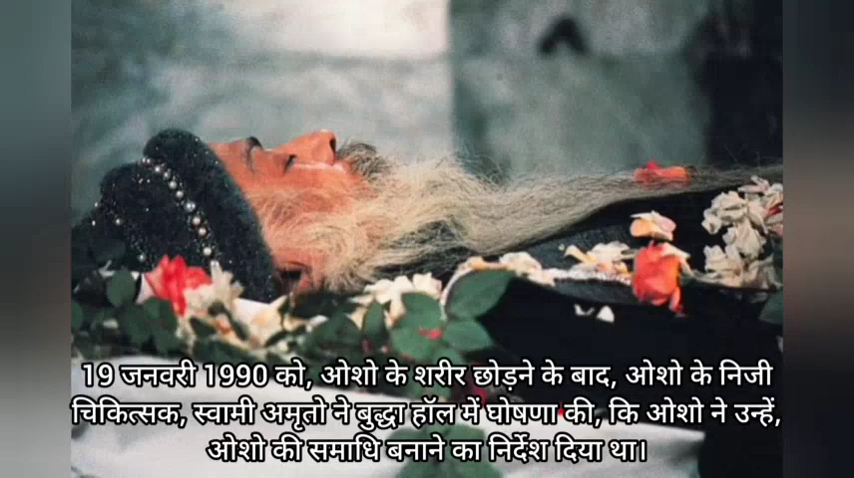 19 जनवरी 1990 को, ओशो के शरीर छोड़ने के बाद, ओशो के निजी
चिकित्सक, स्वामी अमृतो ने बुद्धा हॉल में घोषणा की, कि ओशो ने उन्हें,
ओशो की समाधि बनाने का निर्देश दिया था।